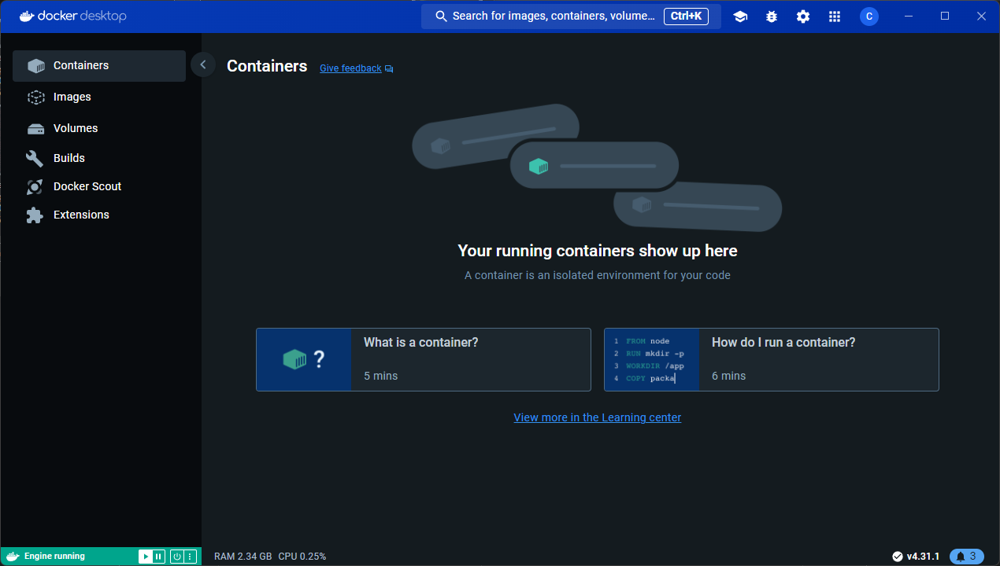 docker desktop
Search for images, containers, volume... Ctrl+K
C
Containers
Images
Volumes
Builds
Docker Scout
Extensions
Containers
Give feedback
Your running containers show up here
A container is an isolated environment for your code
?
What is a container?
5 mins
1 FROM node
2 RUN mkdir -p
3 WORKDIR /app
4 COPY packa
How do I run a container?
6 mins
View more in the Learning center
Engine running
RAM 2.34 GB CPU 0.25%
v4.31.1
3